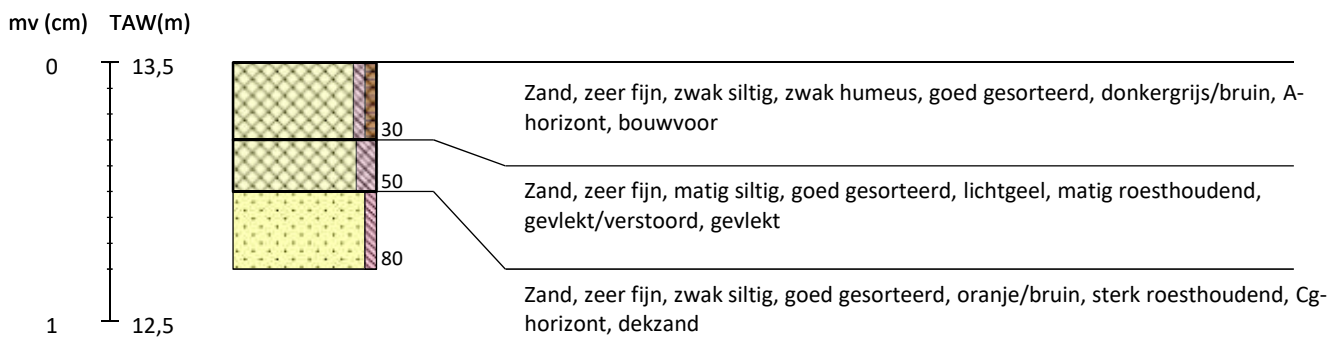 mv (cm) TAW(m)
0 13,5
Zand, zeer fijn, zwak siltig, zwak humeus, goed gesorteerd, donkergrijs/bruin, A-
horizont, bouwvoor
30
50
Zand, zeer fijn, matig siltig, goed gesorteerd, lichtgeel, matig roesthoudend,
gevlekt/verstoord, gevlekt
80
Zand, zeer fijn, zwak siltig, goed gesorteerd, oranje/bruin, sterk roesthoudend, Cg-
horizont, dekzand
1 12,5